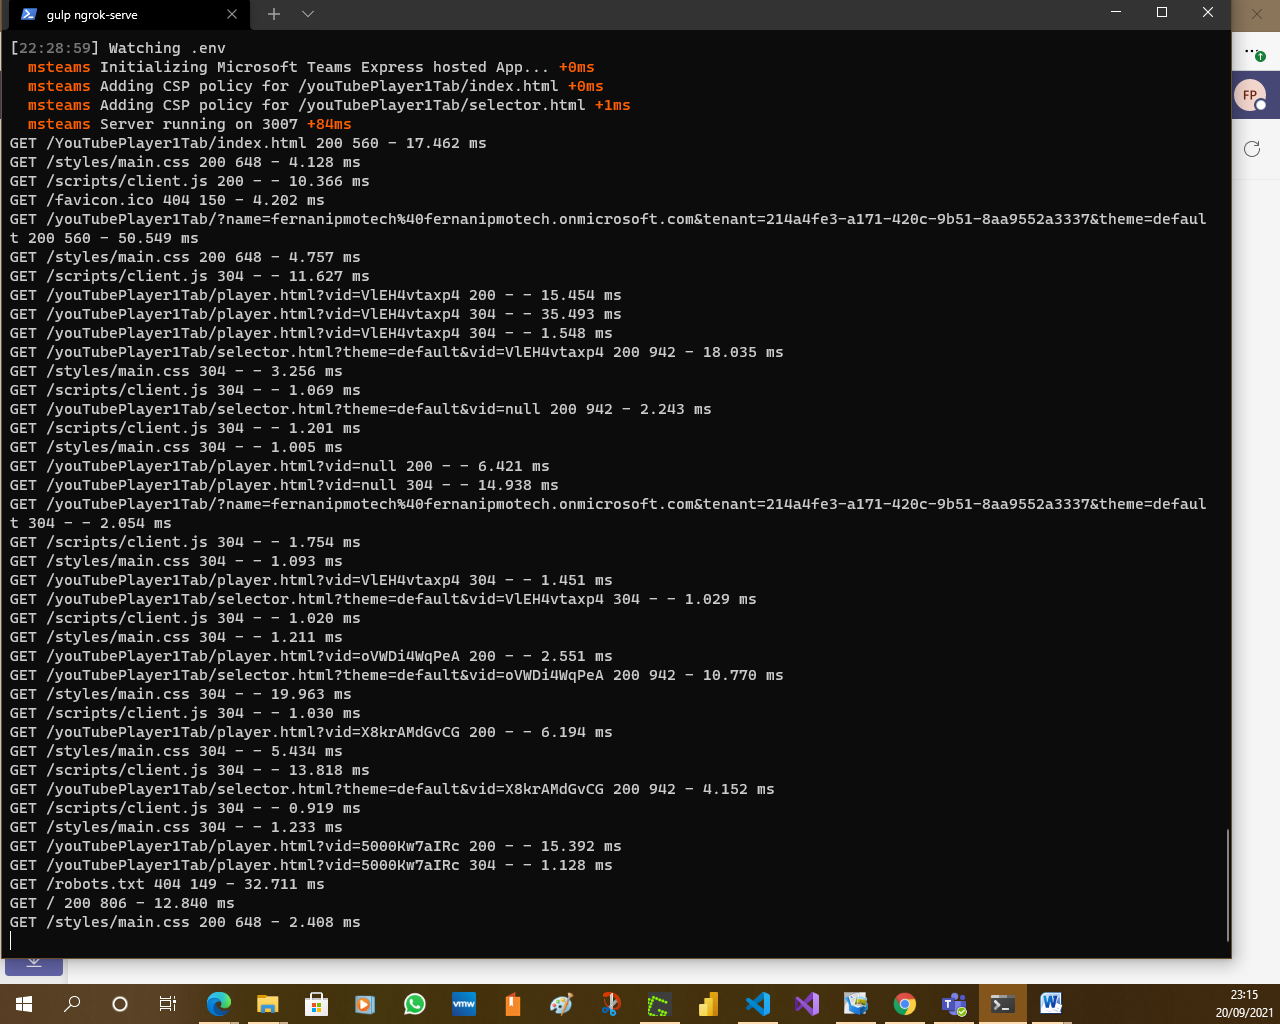 gulp ngrok-serve
[22:28:59] Watching .env
msteams Initializing Microsoft Teams Express hosted App... +0ms
msteams Adding CSP policy for /youTubePlayer1Tab/index.html +0ms
msteams Adding CSP policy for /youTubePlayer1Tab/selector.html +1ms
msteams Server running on 3007 +84ms
GET /YouTubePlayer1Tab/index.html 200 560 - 17.462 ms
GET /styles/main.css 200 648 - 4.128 ms
GET /scripts/client.js 200 - - 10.366 ms
GET /favicon.ico 404 150 - 4.202 ms
GET /youTubePlayer1Tab/?name=fernanipmotech%40fernanipmotech.onmicrosoft.com&tenant=214a4fe3-a171-420c-9b51-8aa9552a3337&theme=defaul
t 200 560 - 50.549 ms
GET /styles/main.css 200 648 - 4.757 ms
GET /scripts/client.js 304 - - 11.627 ms
GET /youTubePlayer1Tab/player.html?vid=VlEH4vtaxp4 200 - - 15.454 ms
GET /youTubePlayer1Tab/player.html?vid=VlEH4vtaxp4 304 - - 35.493 ms
GET /youTubePlayer1Tab/player.html?vid=VlEH4vtaxp4 304 - - 1.548 ms
GET /youTubePlayer1Tab/selector.html?theme=default&vid=VlEH4vtaxp4 200 942 - 18.035 ms
GET /styles/main.css 304 - - 3.256 ms
GET /scripts/client.js 304 - - 1.069 ms
GET /youTubePlayer1Tab/selector.html?theme=default&vid=null 200 942 - 2.243 ms
GET /scripts/client.js 304 - - 1.201 ms
GET /styles/main.css 304 - - 1.005 ms
GET /youTubePlayer1Tab/player.html?vid=null 200 - - 6.421 ms
GET /youTubePlayer1Tab/player.html?vid=null 304 - - 14.938 ms
GET /youTubePlayer1Tab/?name=fernanipmotech%40fernanipmotech.onmicrosoft.com&tenant=214a4fe3-a171-420c-9b51-8aa9552a3337&theme=defaul
t 304 - - 2.054 ms
GET /scripts/client.js 304 - - 1.754 ms
GET /styles/main.css 304 - - 1.093 ms
GET /youTubePlayer1Tab/player.html?vid=VlEH4vtaxp4 304 - - 1.451 ms
GET /youTubePlayer1Tab/selector.html?theme=default&vid=VlEH4vtaxp4 304 - - 1.029 ms
GET /scripts/client.js 304 - - 1.020 ms
GET /styles/main.css 304 - - 1.211 ms
GET /youTubePlayer1Tab/player.html?vid=oVWDi4WqPeA 200 - - 2.551 ms
GET /youTubePlayer1Tab/selector.html?theme=default&vid=oVWDi4WqPeA 200 942 - 10.770 ms
GET /styles/main.css 304 - - 19.963 ms
GET /scripts/client.js 304 - - 1.030 ms
GET /youTubePlayer1Tab/player.html?vid=X8krAMdGvCG 200 - - 6.194 ms
GET /styles/main.css 304 - - 5.434 ms
GET /scripts/client.js 304 - - 13.818 ms
GET /youTubePlayer1Tab/selector.html?theme=default&vid=X8krAMdGvCG 200 942 - 4.152 ms
GET /scripts/client.js 304 - - 0.919 ms
GET /styles/main.css 304 - - 1.233 ms
GET /youTubePlayer1Tab/player.html?vid=5000Kw7aIRc 200 - - 15.392 ms
GET /youTubePlayer1Tab/player.html?vid=5000Kw7aIRc 304 - - 1.128 ms
GET /robots.txt 404 149 - 32.711 ms
GET / 200 806 - 12.840 ms
GET /styles/main.css 200 648 - 2.408 ms
FP
vmw
23:15
20/09/2021